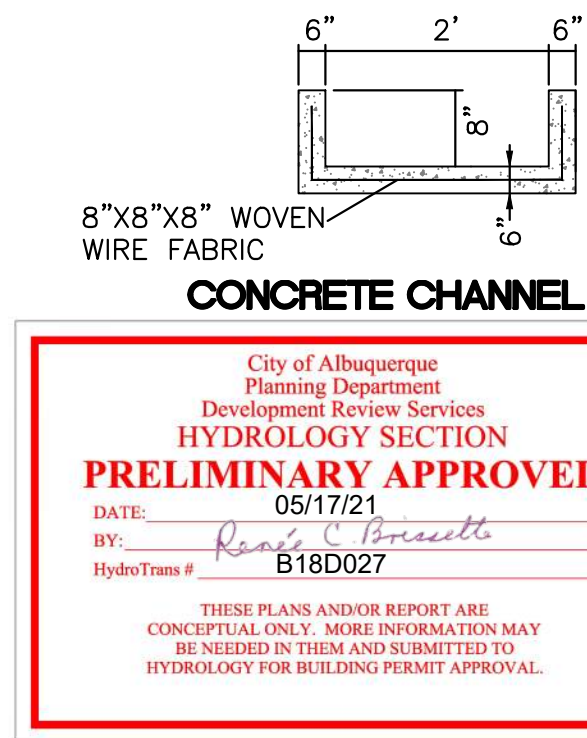 6" 2' 6"
8"
8"X8"X8" WOVEN
WIRE FABRIC
6"
CONCRETE CHANNEL
City of Albuquerque
Planning Department
Development Review Services
HYDROLOGY SECTION
PRELIMINARY APPROVE
DATE: 05/17/21
BY: Renée C. Brissette
HydroTrans # B18D027
THESE PLANS AND/OR REPORT ARE
CONCEPTUAL ONLY. MORE INFORMATION MAY
BE NEEDED IN THEM AND SUBMITTED TO
HYDROLOGY FOR BUILDING PERMIT APPROVAL.